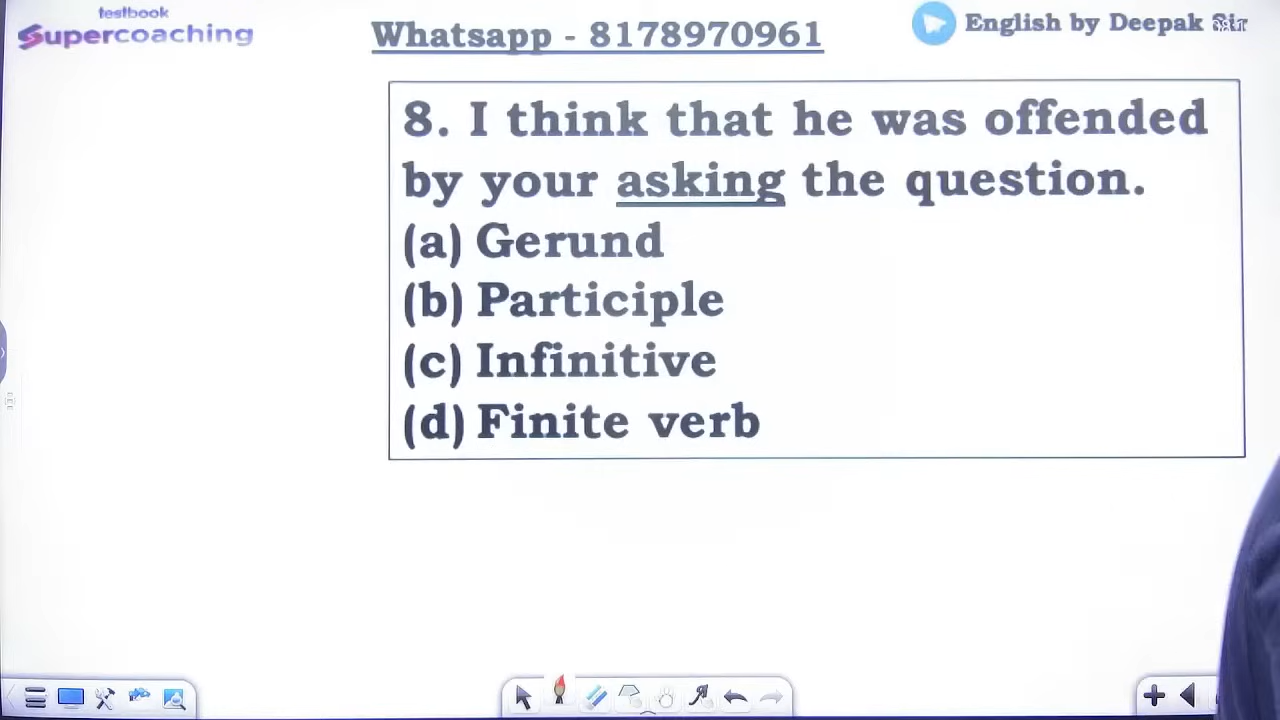 testbook
Supercoaching
Whatsapp - 8178970961
English by Deepak Sir
8. I think that he was offended
by your asking the question.
(a) Gerund
(b) Participle
(c) Infinitive
(d) Finite verb